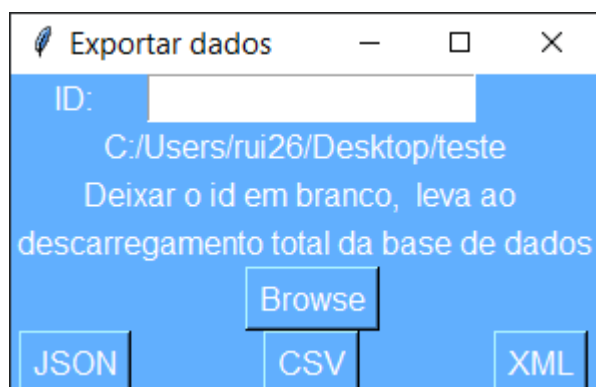 Exportar dados
ID:
C:/Users/rui26/Desktop/teste
Deixar o id em branco, leva ao
descarregamento total da base de dados
Browse
JSON CSV XML